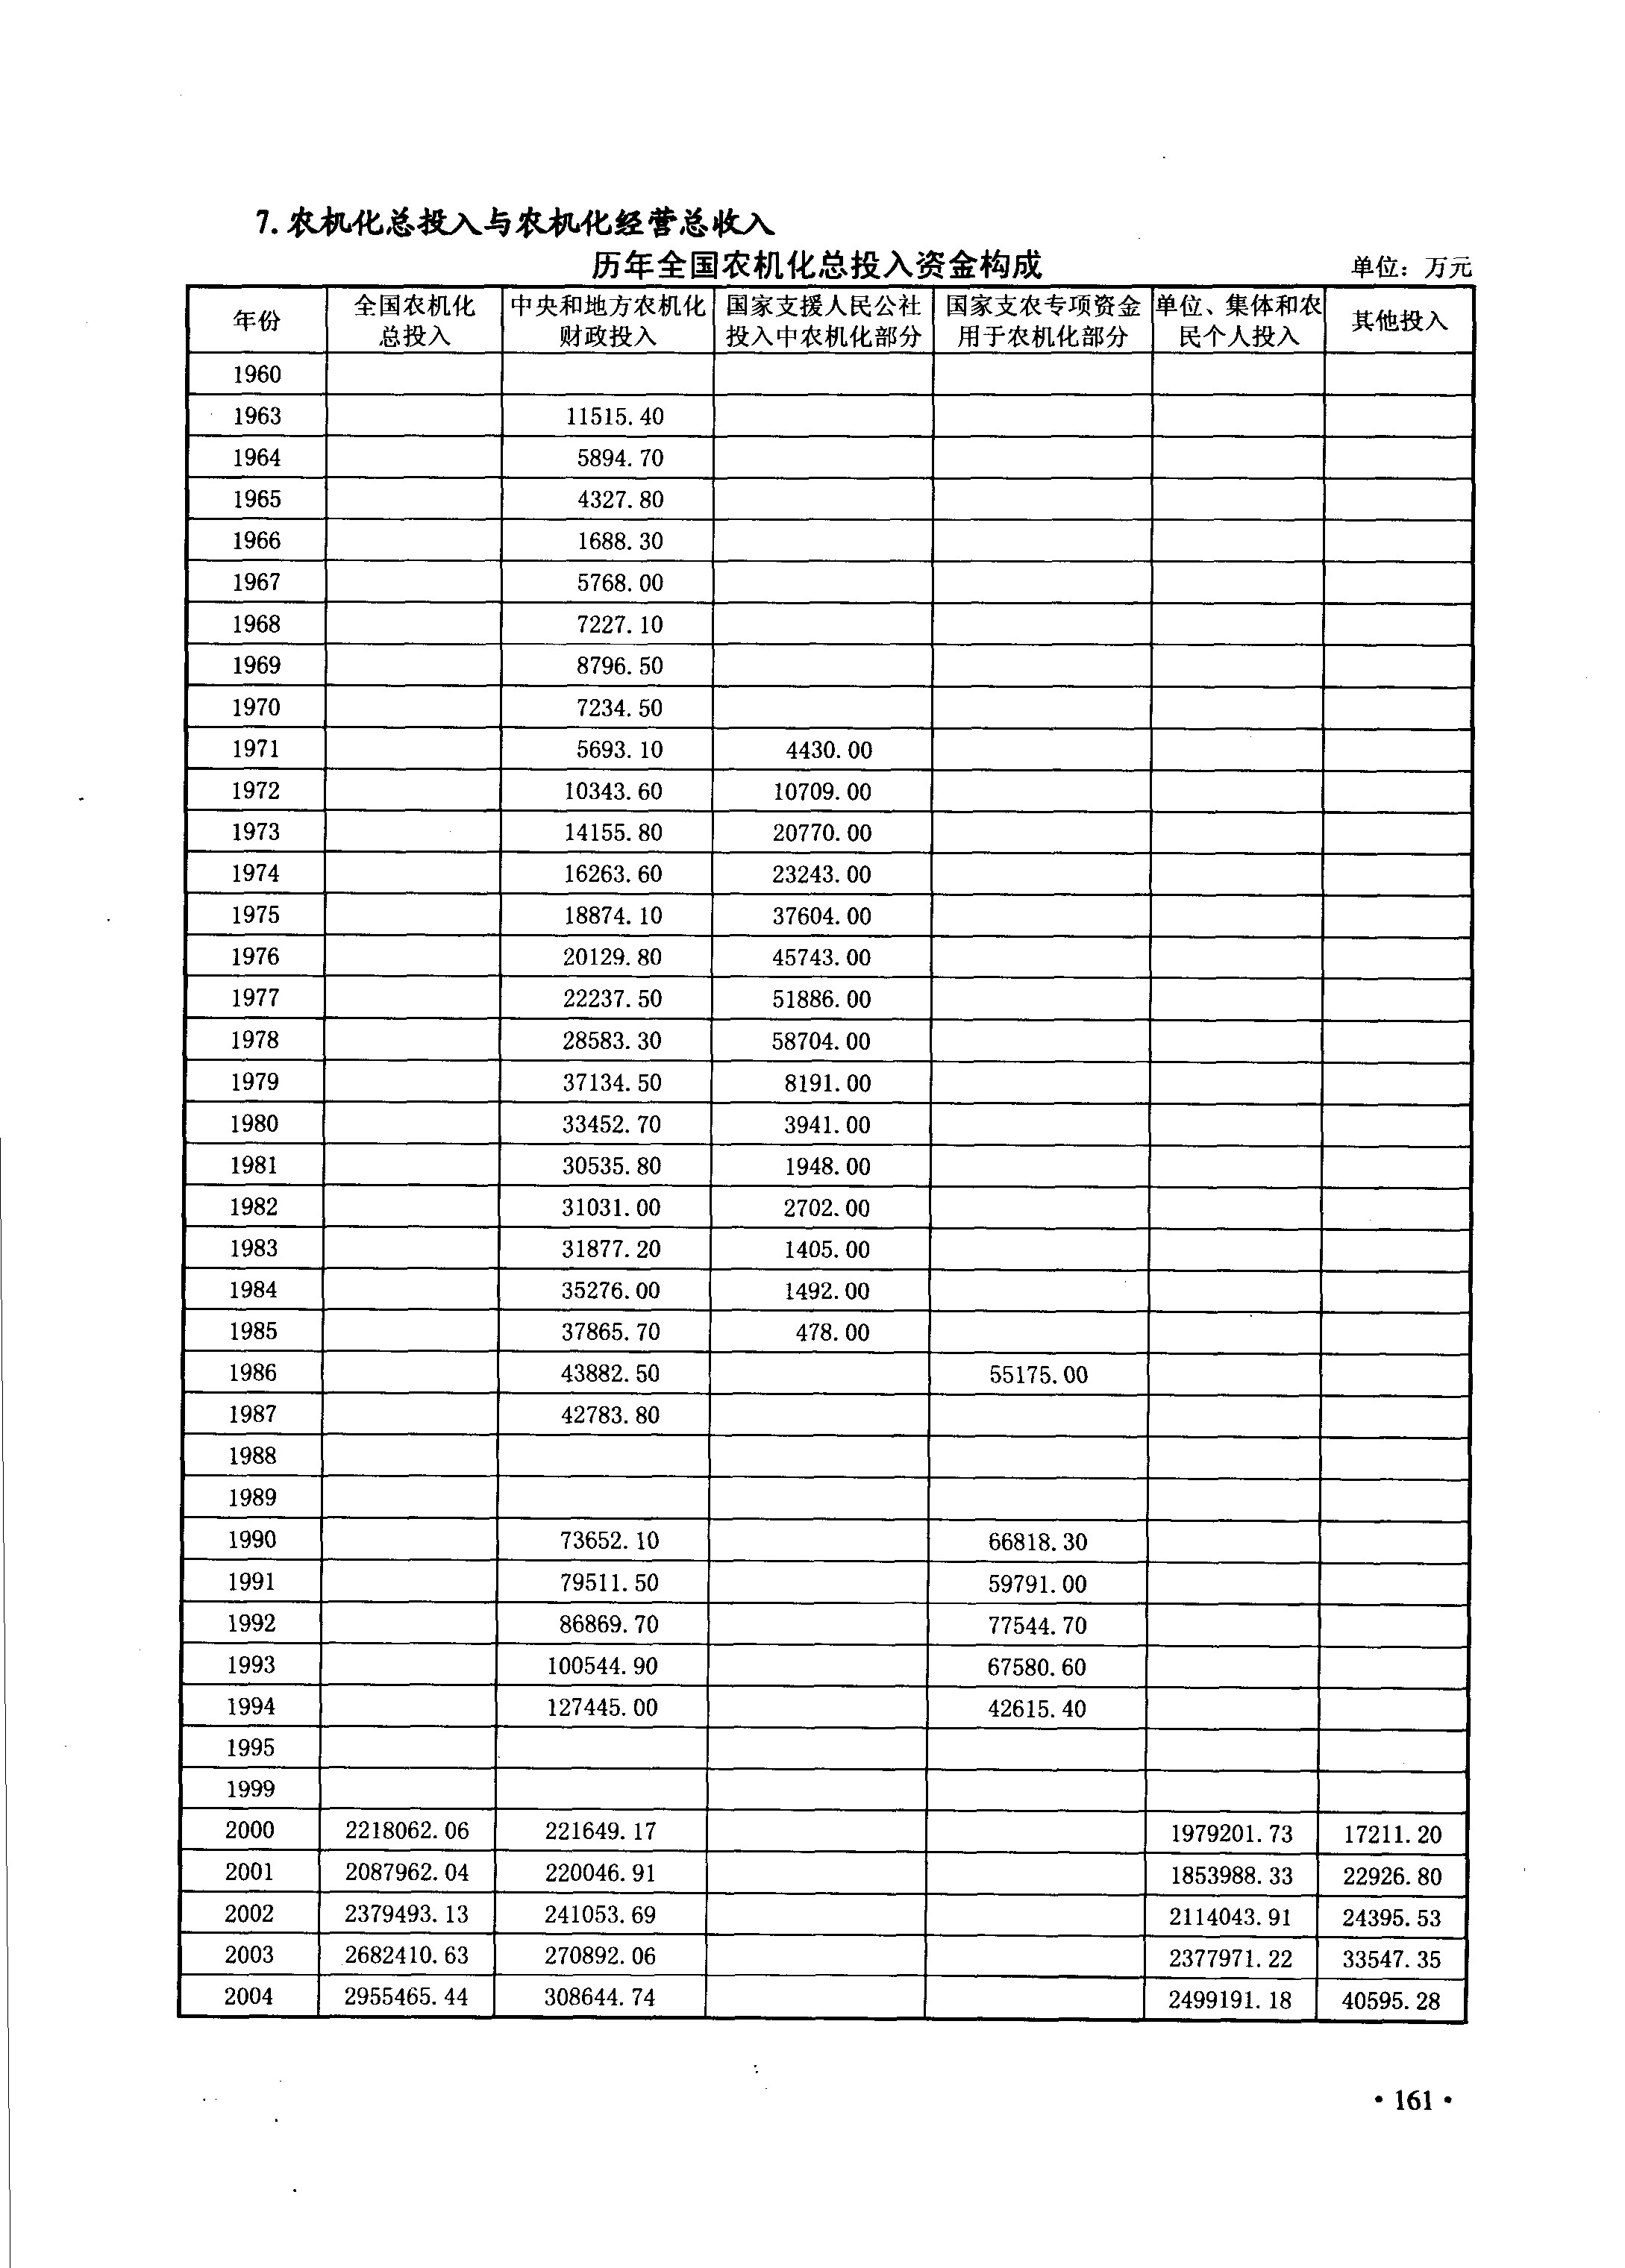 7. 农机化总投入与农机化经营总收入
历年全国农机化总投入资金构成 单位：万元
年份 全国农机化总投入 中央和地方农机化财政投入 国家支援人民公社投入中农机化部分 国家支农专项资金用于农机化部分 单位、集体和农民个人投入 其他投入
1960
1963 11515.40
1964 5894.70
1965 4327.80
1966 1688.30
1967 5768.00
1968 7227.10
1969 8796.50
1970 7234.50
1971 5693.10 4430.00
1972 10343.60 10709.00
1973 14155.80 20770.00
1974 16263.60 23243.00
1975 18874.10 37604.00
1976 20129.80 45743.00
1977 22237.50 51886.00
1978 28583.30 58704.00
1979 37134.50 8191.00
1980 33452.70 3941.00
1981 30535.80 1948.00
1982 31031.00 2702.00
1983 31877.20 1405.00
1984 35276.00 1492.00
1985 37865.70 478.00
1986 43882.50 55175.00
1987 42783.80
1988
1989
1990 73652.10 66818.30
1991 79511.50 59791.00
1992 86869.70 77544.70
1993 100544.90 67580.60
1994 127445.00 42615.40
1995
1999
2000 2218062.06 221649.17 1979201.73 17211.20
2001 2087962.04 220046.91 1853988.33 22926.80
2002 2379493.13 241053.69 2114043.91 24395.53
2003 2682410.63 270892.06 2377971.22 33547.35
2004 2955465.44 308644.74 2499191.18 40595.28
·161·